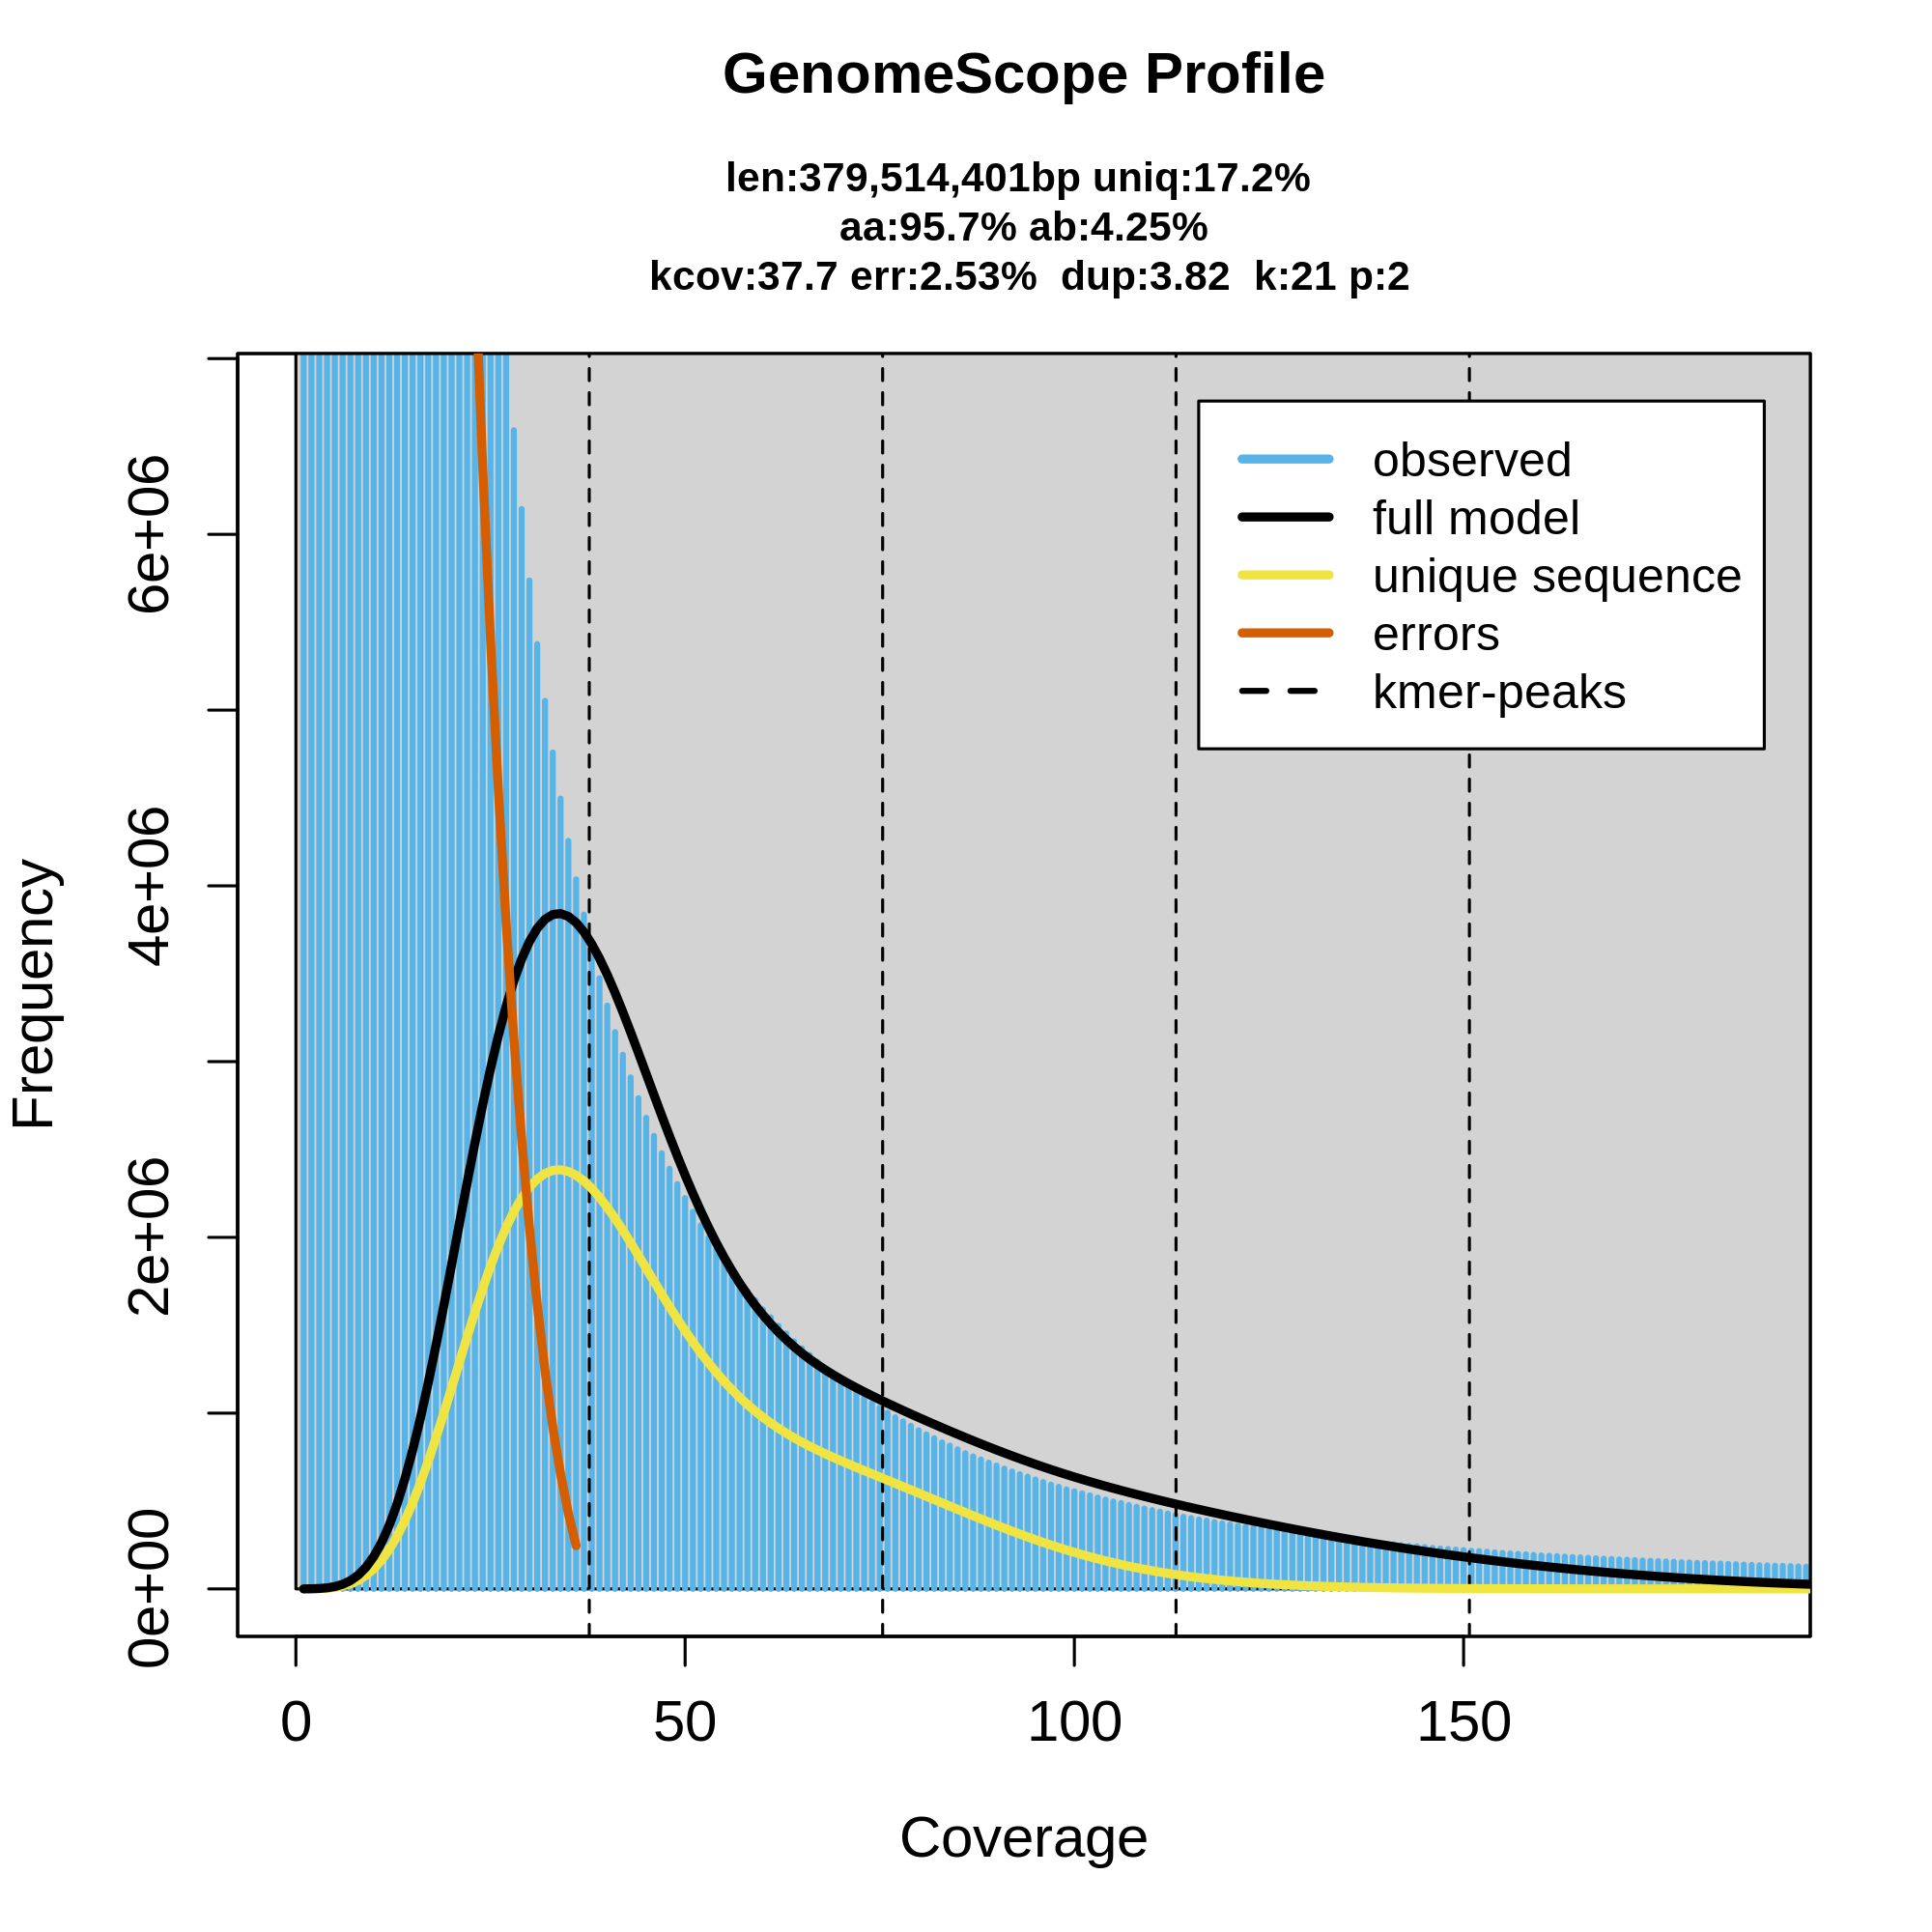 GenomeScope Profile
len:379,514,401bp uniq:17.2%
aa:95.7% ab:4.25%
kcov:37.7 err:2.53%  dup:3.82  k:21 p:2
observed
full model
unique sequence
errors
kmer-peaks
Frequency
6e+06
4e+06
2e+06
0e+00
0 50 100 150
Coverage